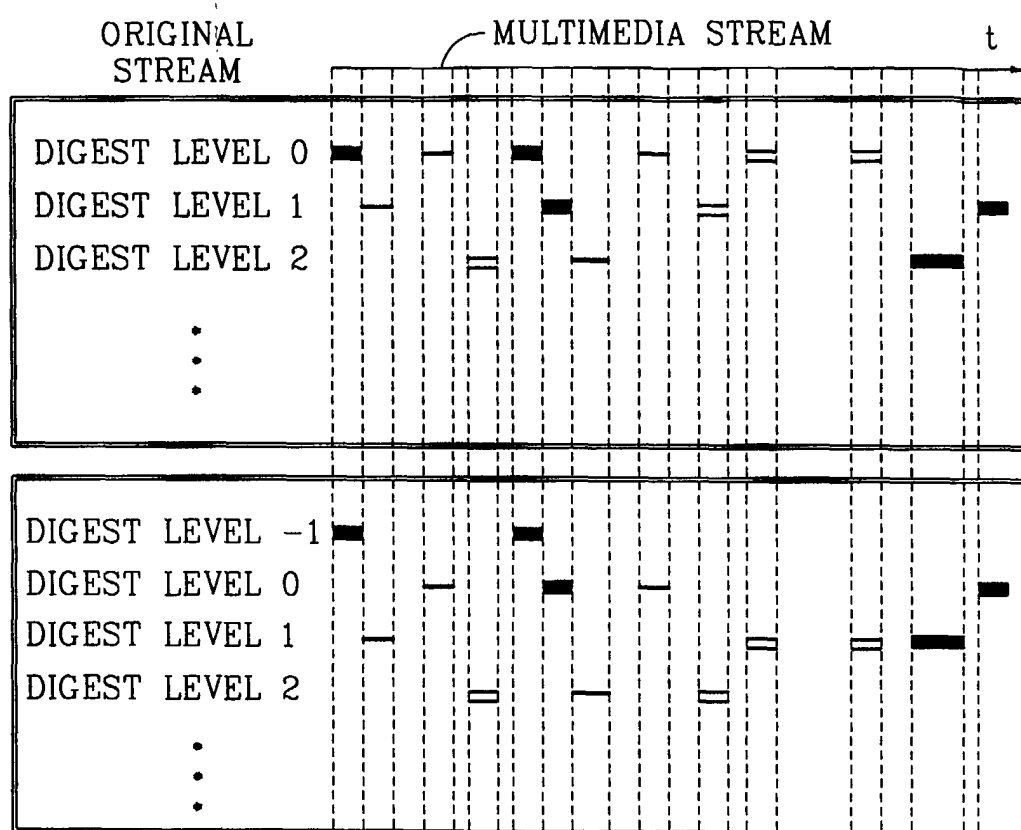 ORIGINAL
STREAM
MULTIMEDIA STREAM
t
DIGEST LEVEL 0
DIGEST LEVEL 1
DIGEST LEVEL 2
DIGEST LEVEL -1
DIGEST LEVEL 0
DIGEST LEVEL 1
DIGEST LEVEL 2